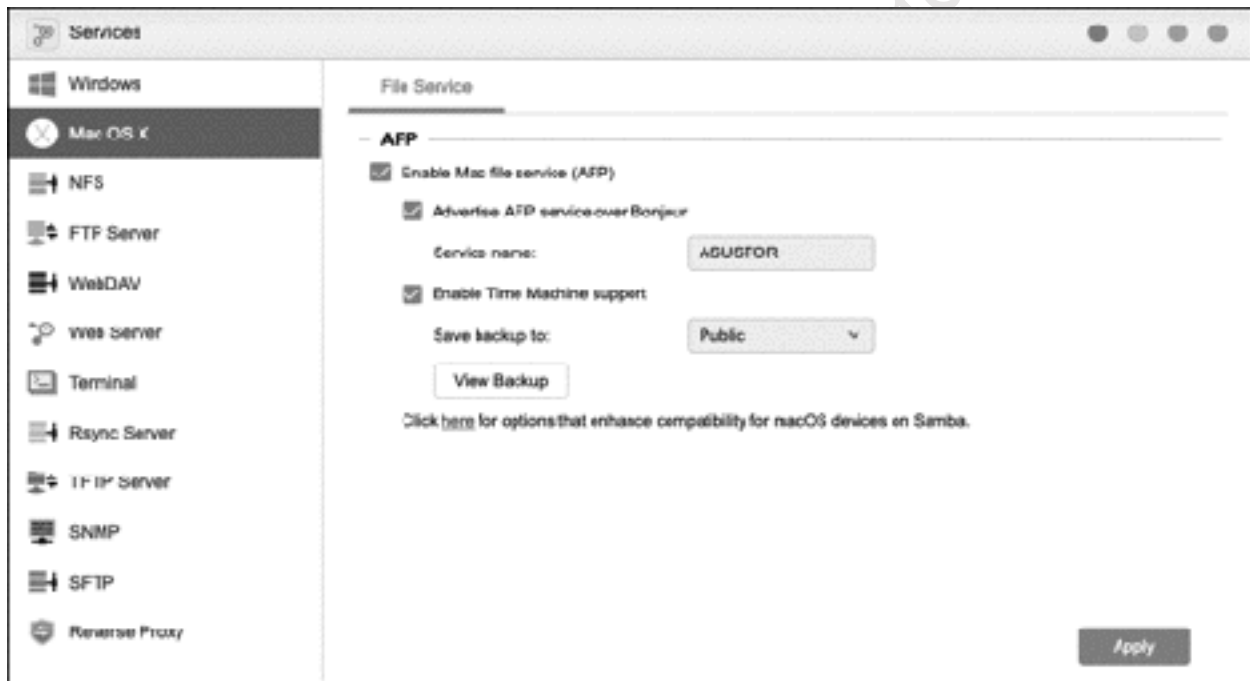 Services
Windows
Mac OS X
NFS
FTP Server
WebDAV
Web Server
Terminal
Rsync Server
TFTP Server
SNMP
SFTP
Reverse Proxy
File Service
AFP
Enable Mac file service (AFP)
Advertise AFP service over Bonjour
Service name: ASUSTOR
Enable Time Machine support
Save backup to: Public
View Backup
Click here for options that enhance compatibility for macOS devices on Samba.
Apply